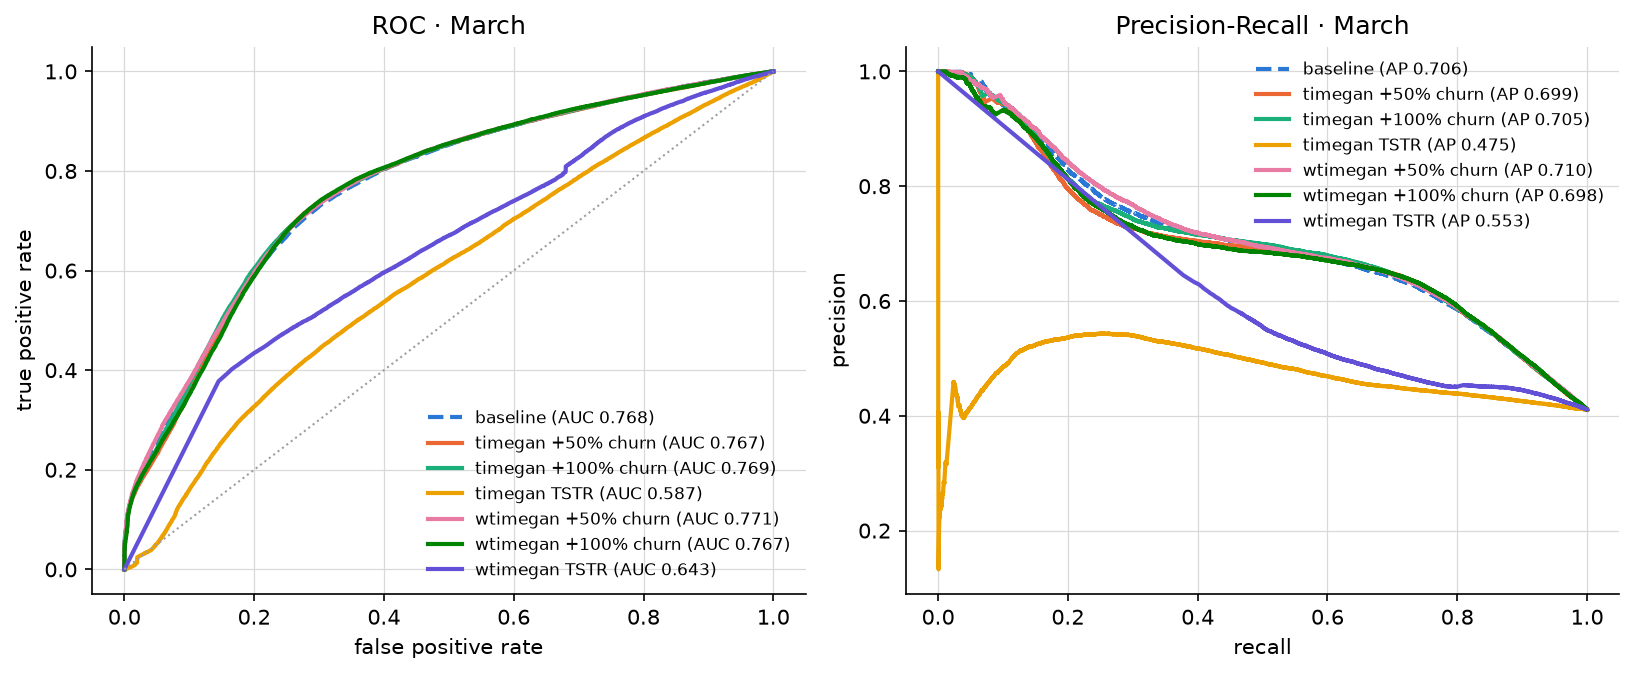 ROC · March
1.0
0.8
0.6
0.4
0.2
0.0
true positive rate
baseline (AUC 0.768)
timegan +50% churn (AUC 0.767)
timegan +100% churn (AUC 0.769)
timegan TSTR (AUC 0.587)
wtimegan +50% churn (AUC 0.771)
wtimegan +100% churn (AUC 0.767)
wtimegan TSTR (AUC 0.643)
0.0 0.2 0.4 0.6 0.8 1.0
false positive rate
Precision-Recall · March
1.0
0.8
0.6
0.4
0.2
precision
baseline (AP 0.706)
timegan +50% churn (AP 0.699)
timegan +100% churn (AP 0.705)
timegan TSTR (AP 0.475)
wtimegan +50% churn (AP 0.710)
wtimegan +100% churn (AP 0.698)
wtimegan TSTR (AP 0.553)
0.0 0.2 0.4 0.6 0.8 1.0
recall